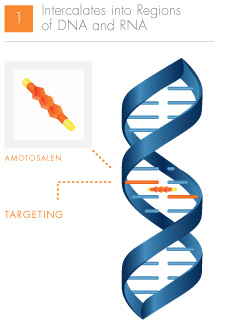 1
Intercalates into Regions
of DNA and RNA
AMOTOSALEN
TARGETING